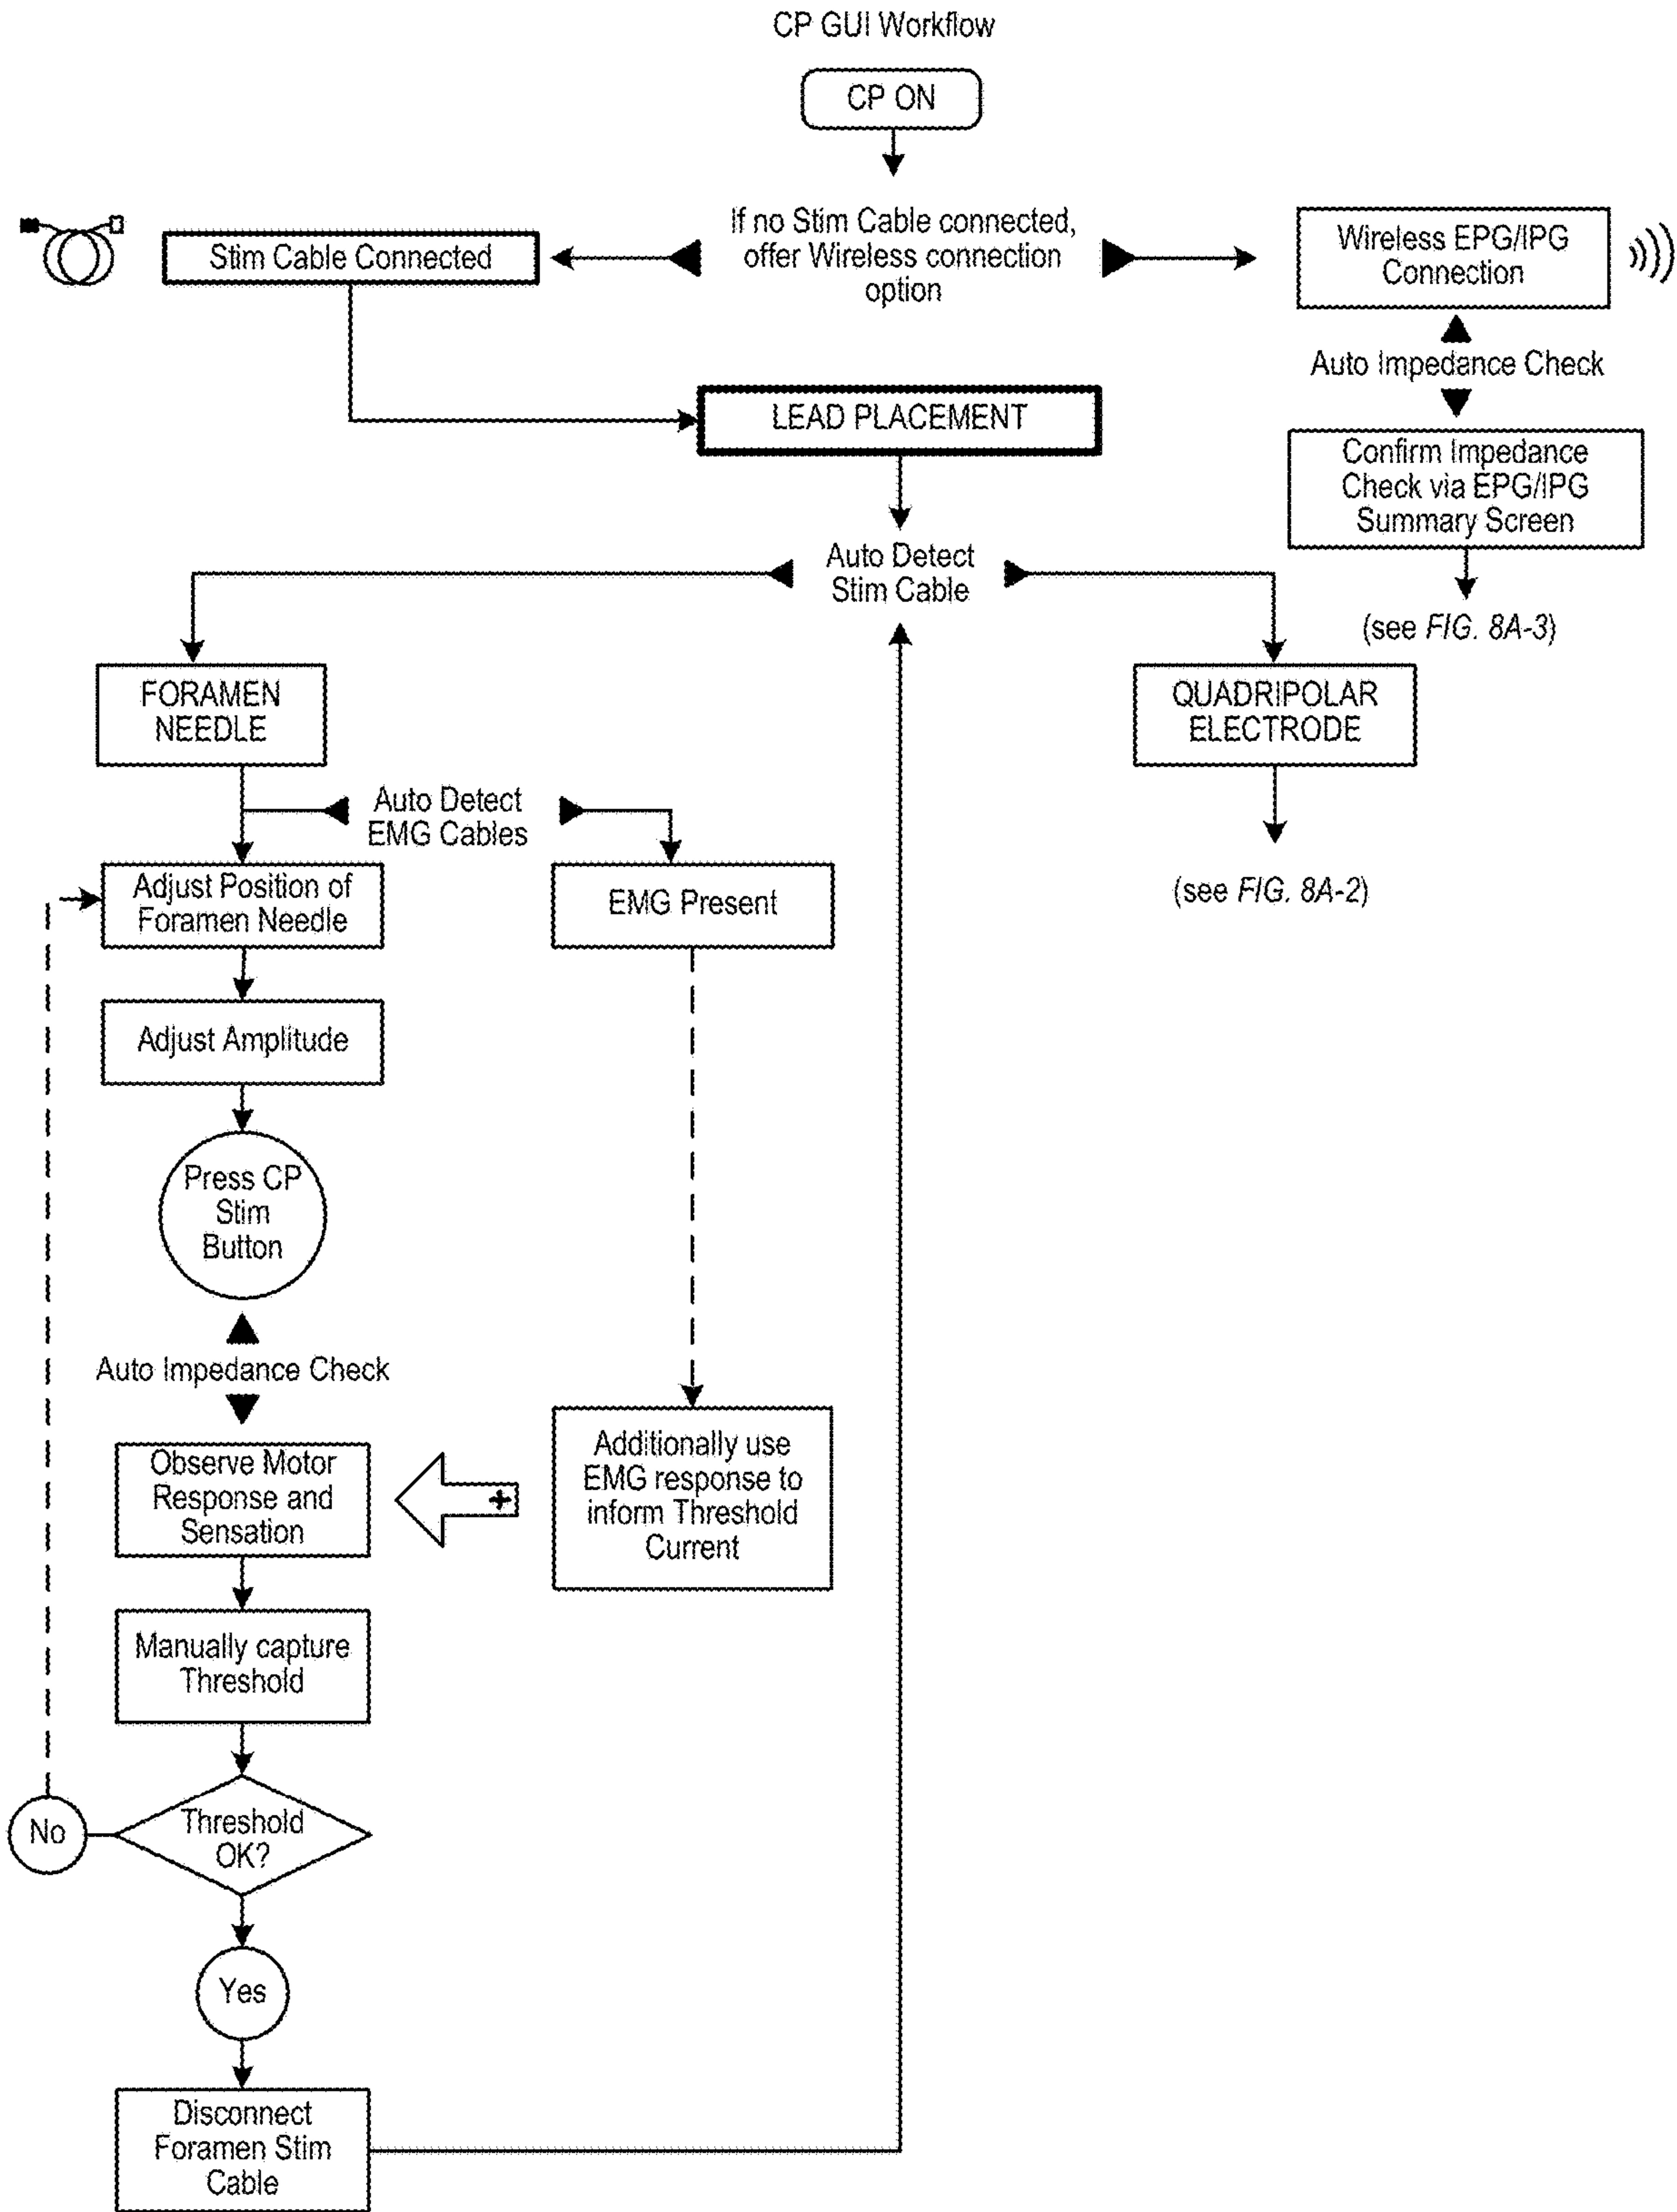 CP GUI Workflow
CP ON
If no Stim Cable connected,
offer Wireless connection
option
Stim Cable Connected
Wireless EPG/IPG
Connection
Auto Impedance Check
LEAD PLACEMENT
Confirm Impedance
Check via EPG/IPG
Summary Screen
(see FIG. 8A-3)
Auto Detect
Stim Cable
FORAMEN
NEEDLE
QUADRIPOLAR
ELECTRODE
(see FIG. 8A-2)
Auto Detect
EMG Cables
Adjust Position of
Foramen Needle
EMG Present
Adjust Amplitude
Press CP
Stim
Button
Auto Impedance Check
Observe Motor
Response and
Sensation
+
Additionally use
EMG response to
inform Threshold
Current
Manually capture
Threshold
Threshold
OK?
No
Yes
Disconnect
Foramen Stim
Cable